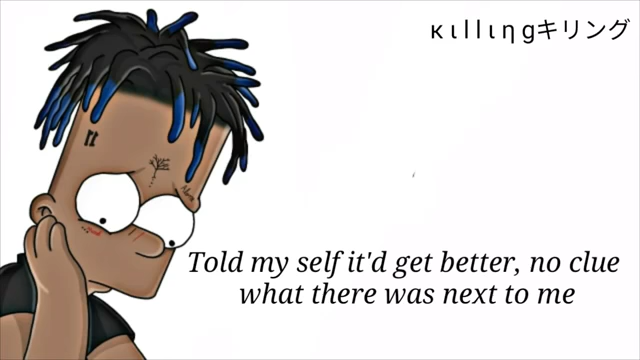 κιllιηgキリング
Told my self it'd get better, no clue
what there was next to me